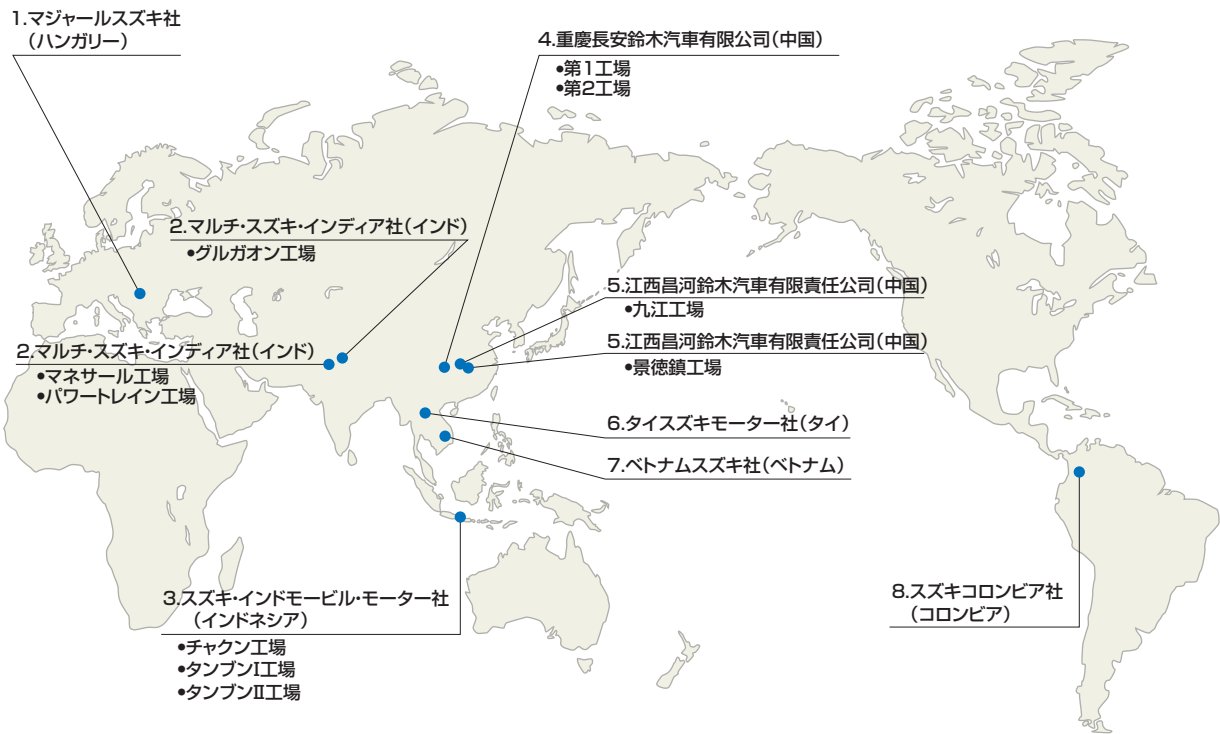 1.マジャールスズキ社
(ハンガリー)
4.重慶長安鈴木汽車有限公司(中国)
•第1工場
•第2工場
2.マルチ・スズキ・インディア社(インド)
•グルガオン工場
5.江西昌河鈴木汽車有限責任公司(中国)
•九江工場
2.マルチ・スズキ・インディア社(インド)
•マネサール工場
•パワートレイン工場
5.江西昌河鈴木汽車有限責任公司(中国)
•景徳鎮工場
6.タイスズキモーター社(タイ)
7.ベトナムスズキ社(ベトナム)
3.スズキ・インドモービル・モーター社
(インドネシア)
•チャクン工場
•タンブンI工場
•タンブンII工場
8.スズキコロンビア社
(コロンビア)